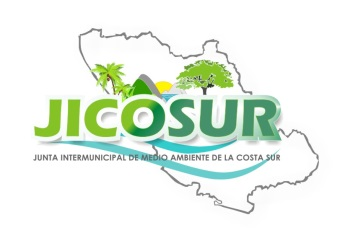 JICOSUR
JUNTA INTERMUNICIPAL DE MEDIO AMBIENTE DE LA COSTA SUR